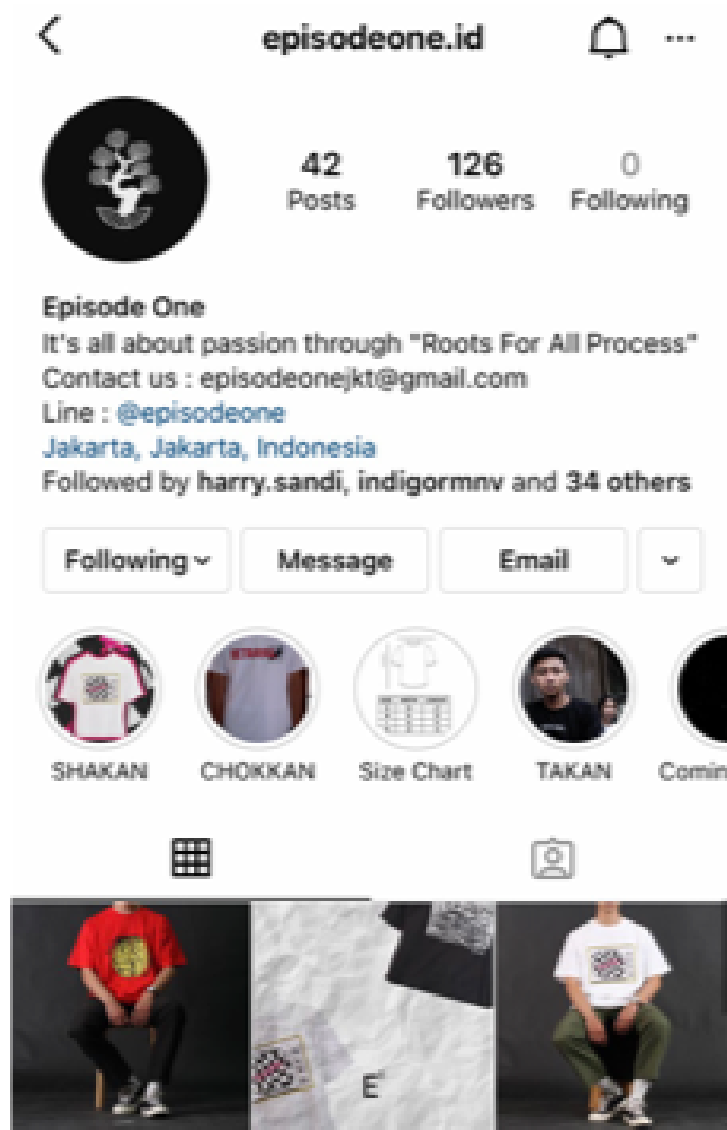 episodeone.id
42 126 0
Posts Followers Following
Episode One
It's all about passion through "Roots For All Process"
Contact us : episodeonejkt@gmail.com
Line : @episodeone
Jakarta, Jakarta, Indonesia
Followed by harry.sandi, indigormnv and 34 others
Following Message Email
SHAKAN CHOKKAN Size Chart TAKAN Comin
E